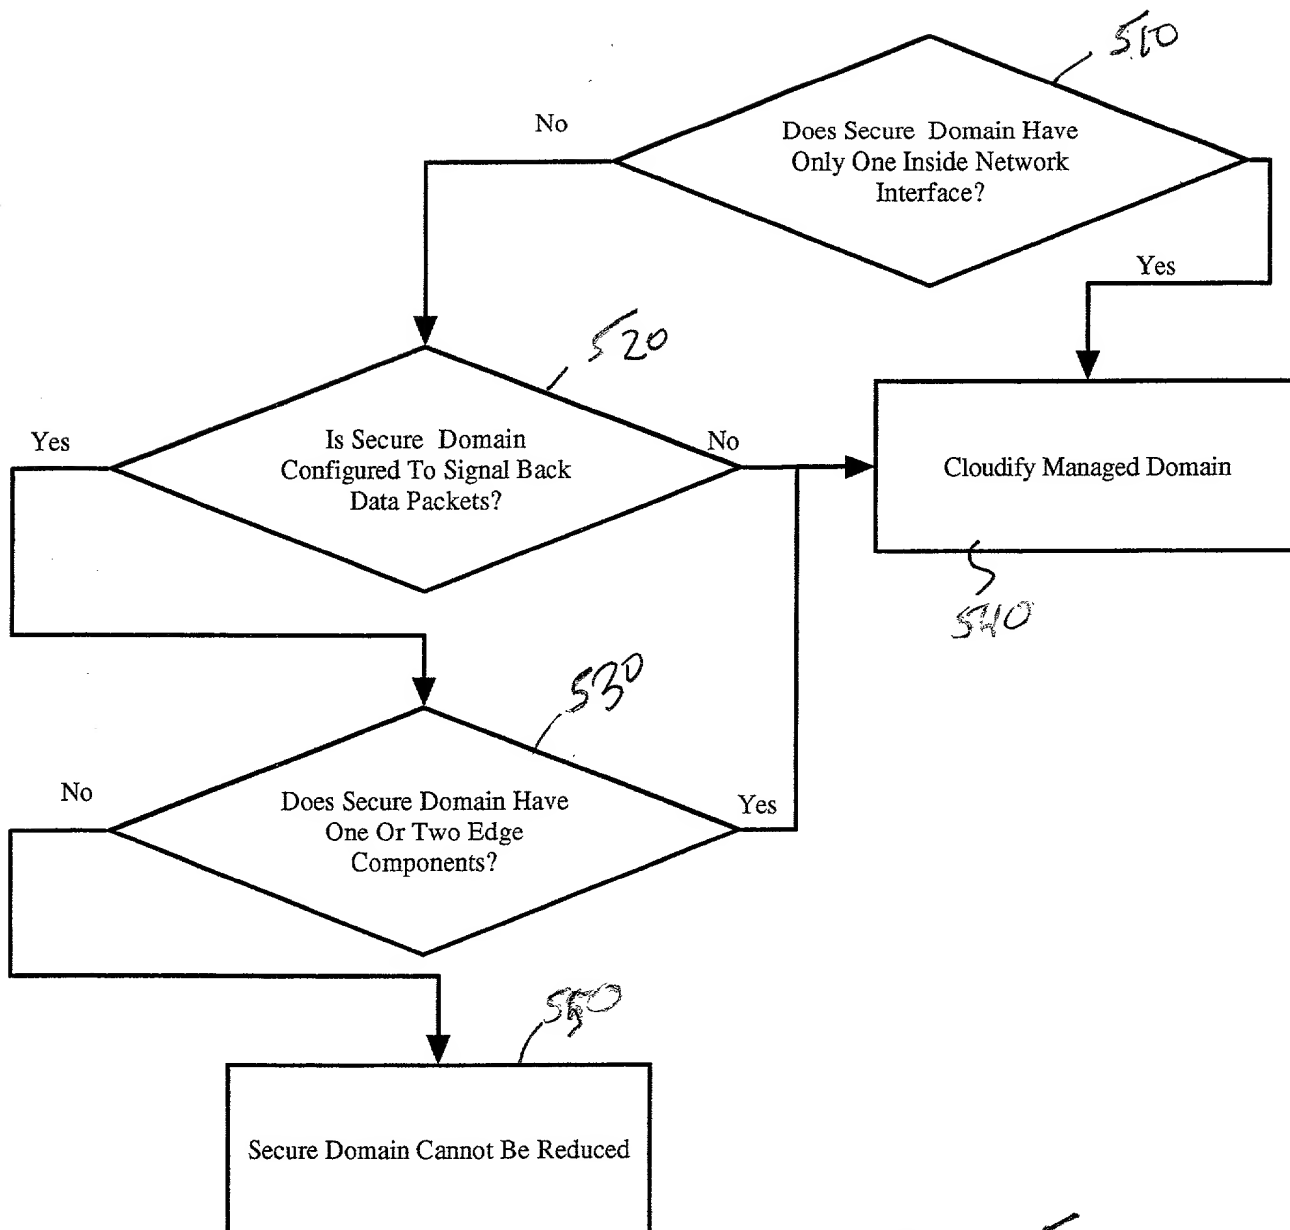 510
No
Does Secure Domain Have
Only One Inside Network
Interface?
Yes
520
Yes
Is Secure Domain
Configured To Signal Back
Data Packets?
No
Cloudify Managed Domain
540
530
No
Does Secure Domain Have
One Or Two Edge
Components?
Yes
550
Secure Domain Cannot Be Reduced